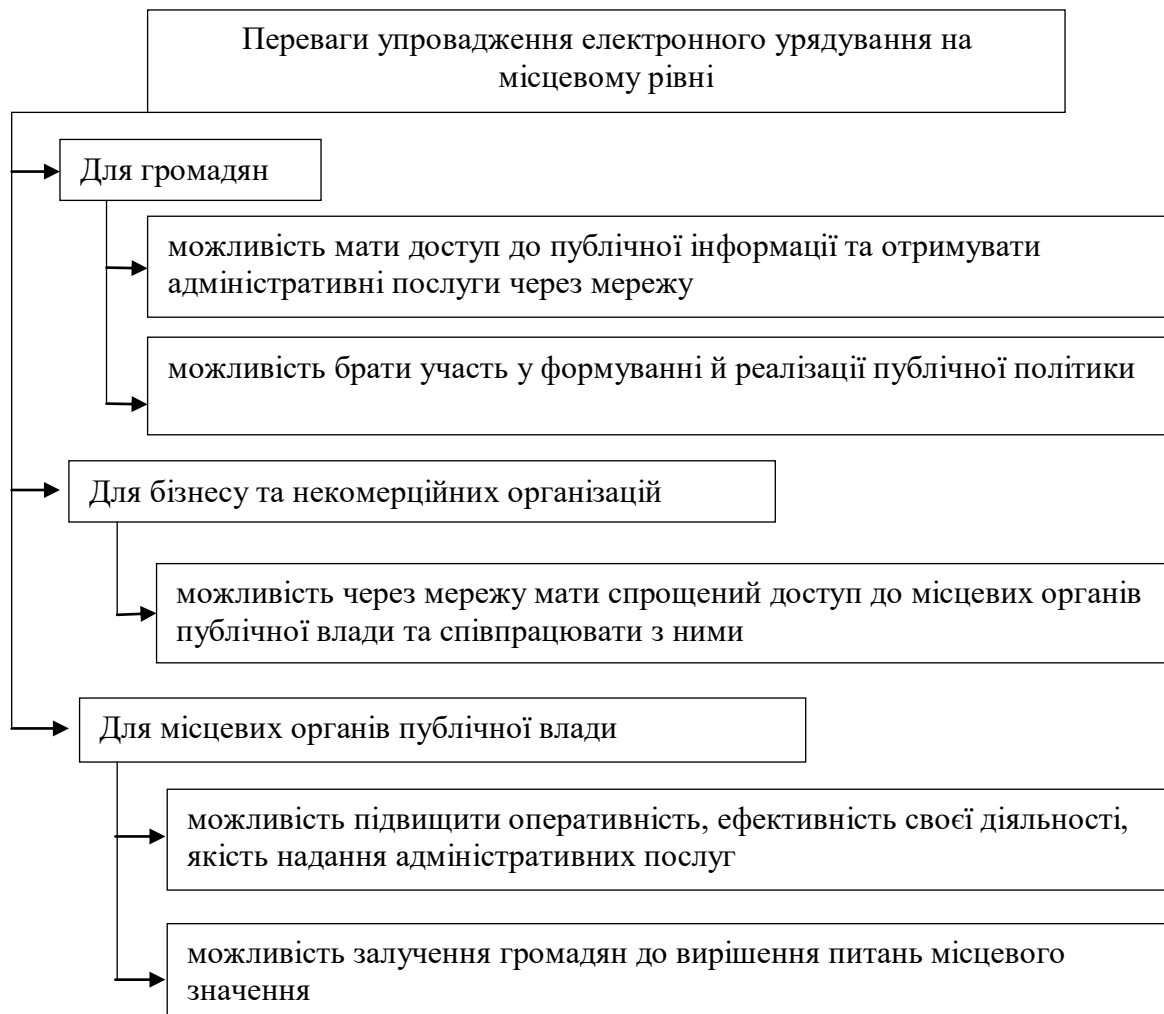 Переваги упровадження електронного урядування на
місцевому рівні
Для громадян
можливість мати доступ до публічної інформації та отримувати
адміністративні послуги через мережу
можливість брати участь у формуванні й реалізації публічної політики
Для бізнесу та некомерційних організацій
можливість через мережу мати спрощений доступ до місцевих органів
публічної влади та співпрацювати з ними
Для місцевих органів публічної влади
можливість підвищити оперативність, ефективність своєї діяльності,
якість надання адміністративних послуг
можливість залучення громадян до вирішення питань місцевого
значення